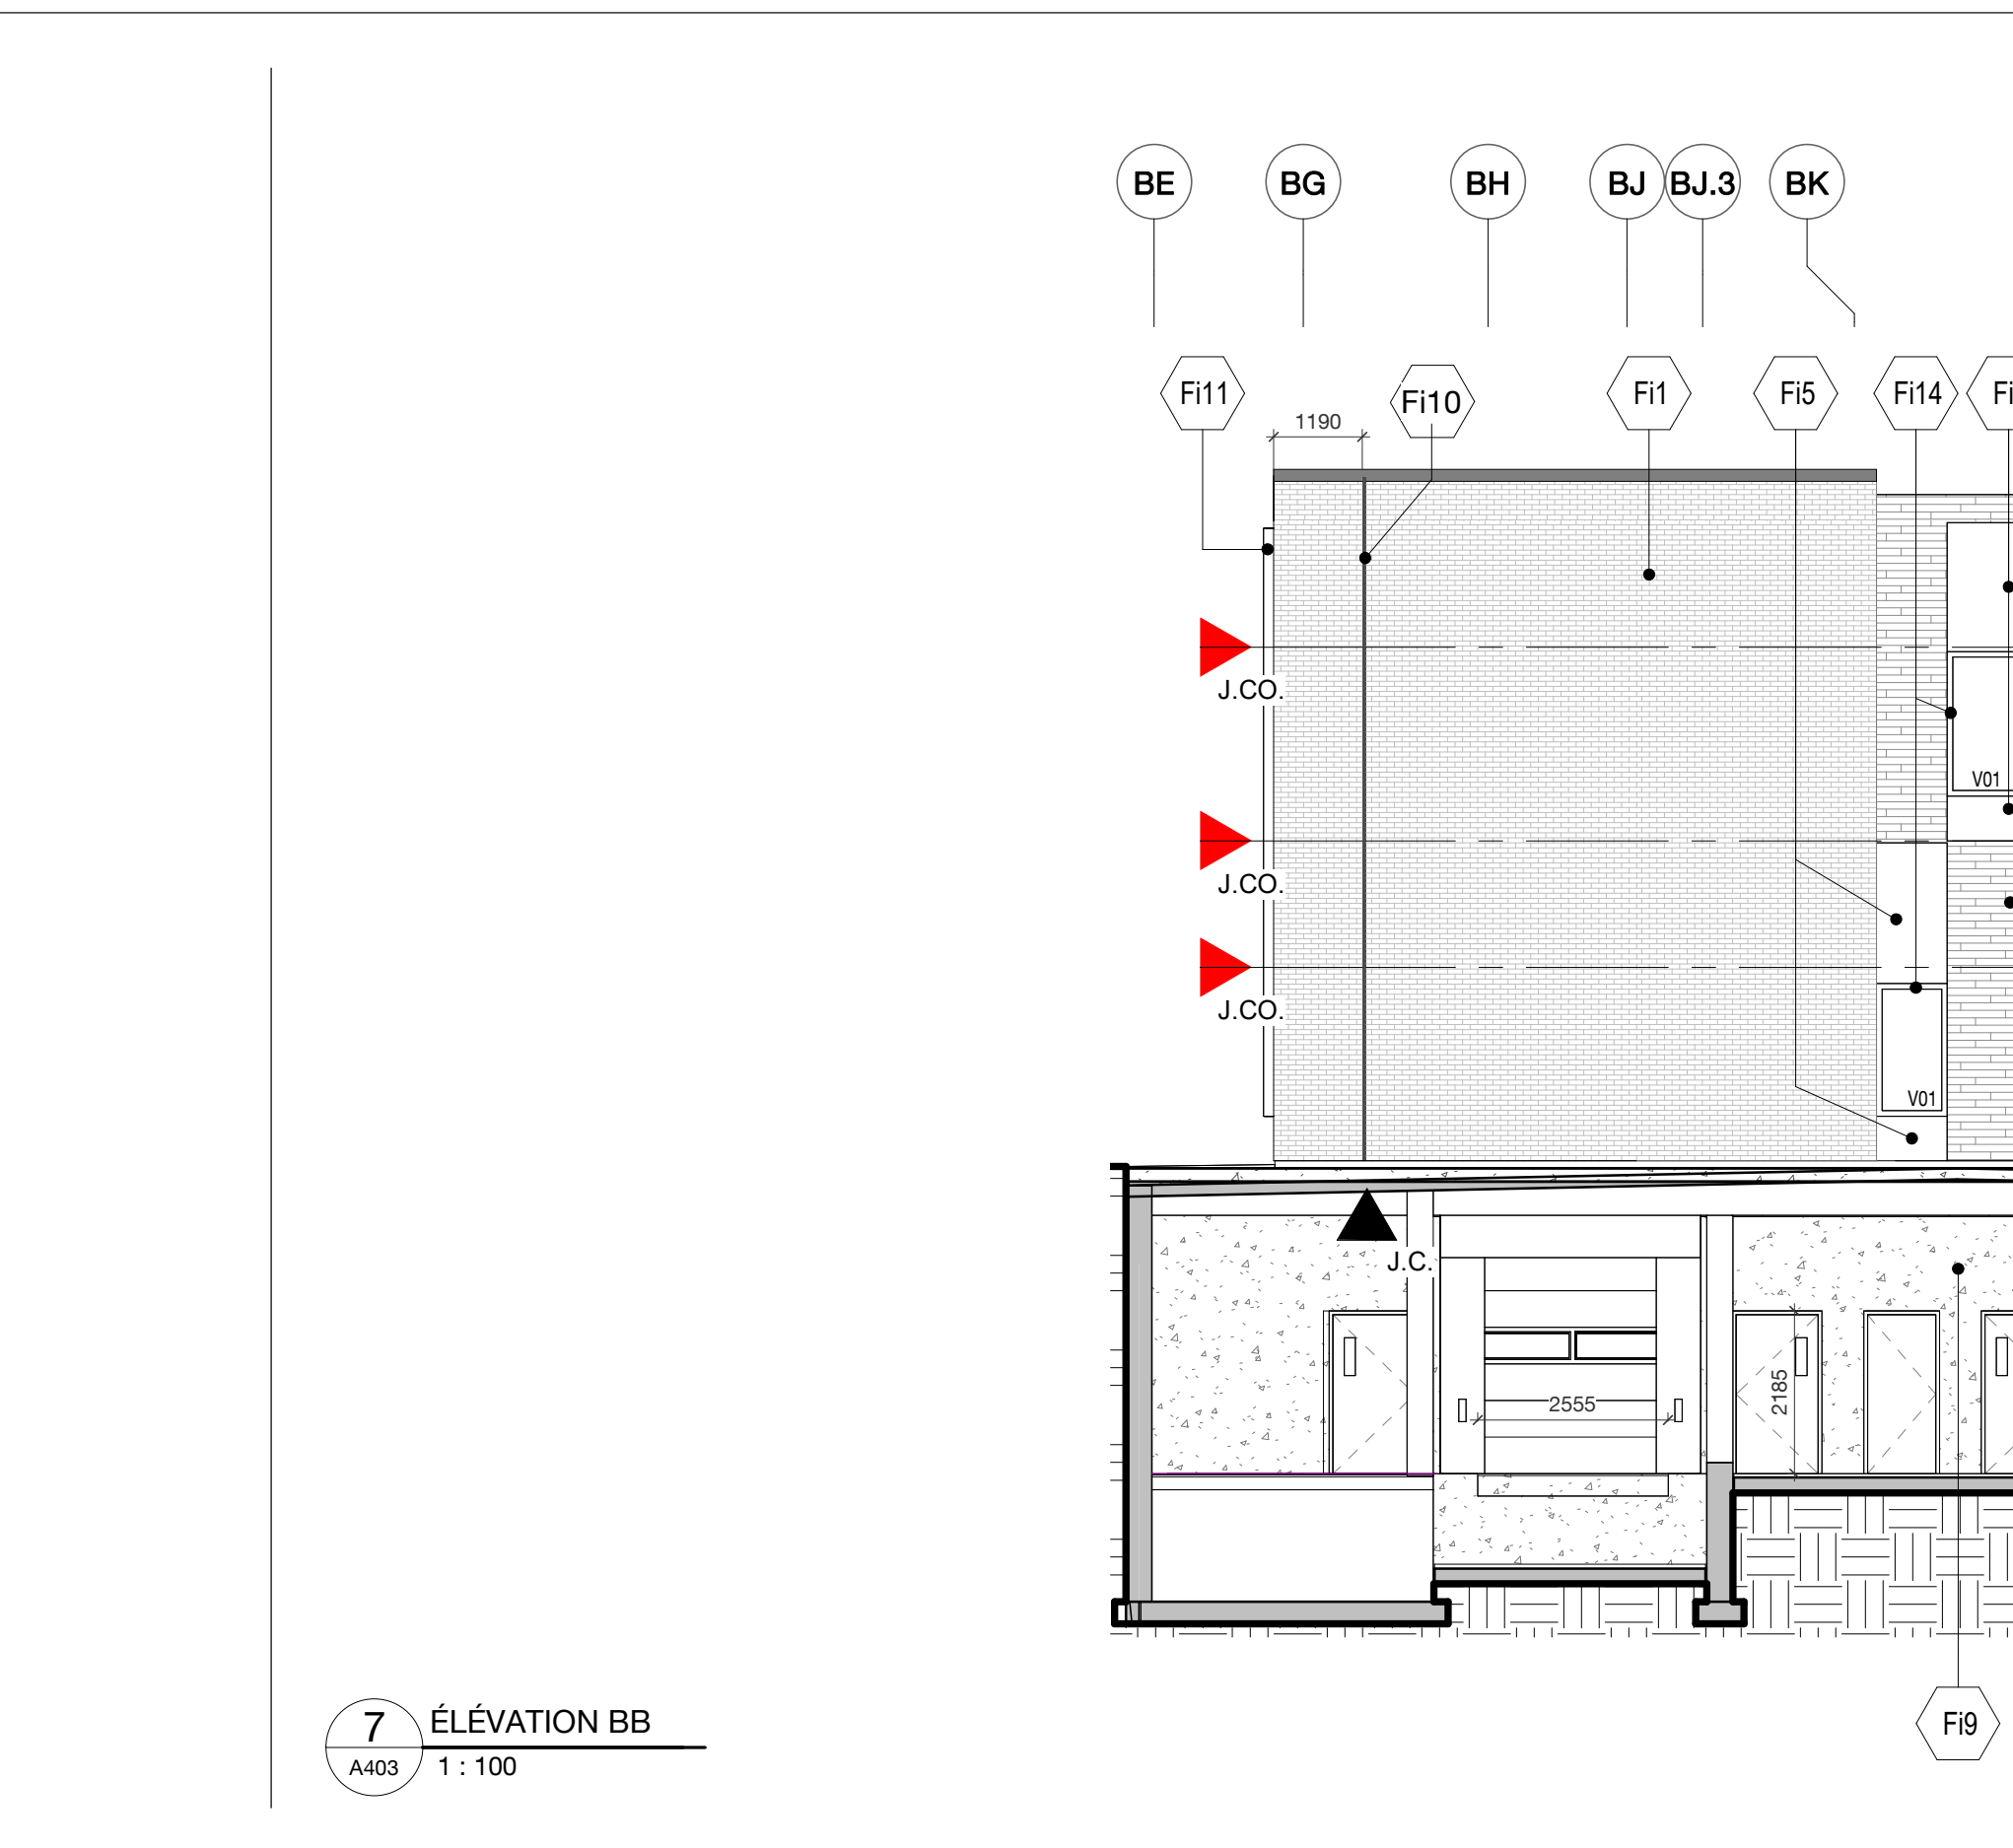 BE BG BH BJ BJ.3 BK
Fi11 Fi10 Fi1 Fi5 Fi14 Fi
1190
J.CO.
V01
J.CO.
J.CO.
V01
J.C.
2555
2185
7 ÉLÉVATION BB
A403 1 : 100
Fi9